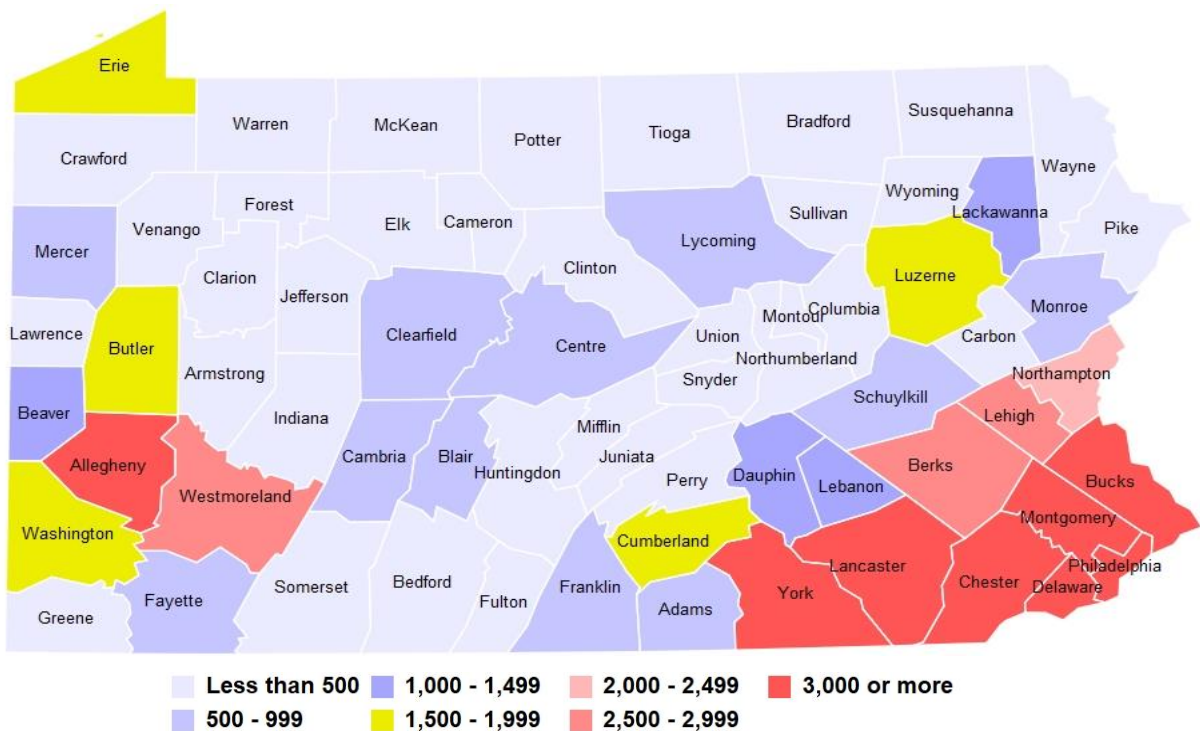 Erie
Warren
McKean
Potter
Tioga
Bradford
Susquehanna
Wayne
Crawford
Wyoming
Lackawanna
Pike
Forest
Sullivan
Venango
Elk
Cameron
Mercer
Lycoming
Clarion
Clinton
Luzerne
Jefferson
Monroe
Montour
Columbia
Lawrence
Clearfield
Union
Carbon
Butler
Centre
Northumberland
Armstrong
Northampton
Snyder
Schuylkill
Beaver
Lehigh
Indiana
Mifflin
Allegheny
Cambria
Blair
Juniata
Berks
Huntingdon
Dauphin
Perry
Lebanon
Bucks
Westmoreland
Montgomery
Washington
Cumberland
Philadelphia
Lancaster
Somerset
Bedford
Franklin
Chester
Delaware
York
Fayette
Fulton
Adams
Greene
Less than 500
1,000 - 1,499
2,000 - 2,499
3,000 or more
500 - 999
1,500 - 1,999
2,500 - 2,999